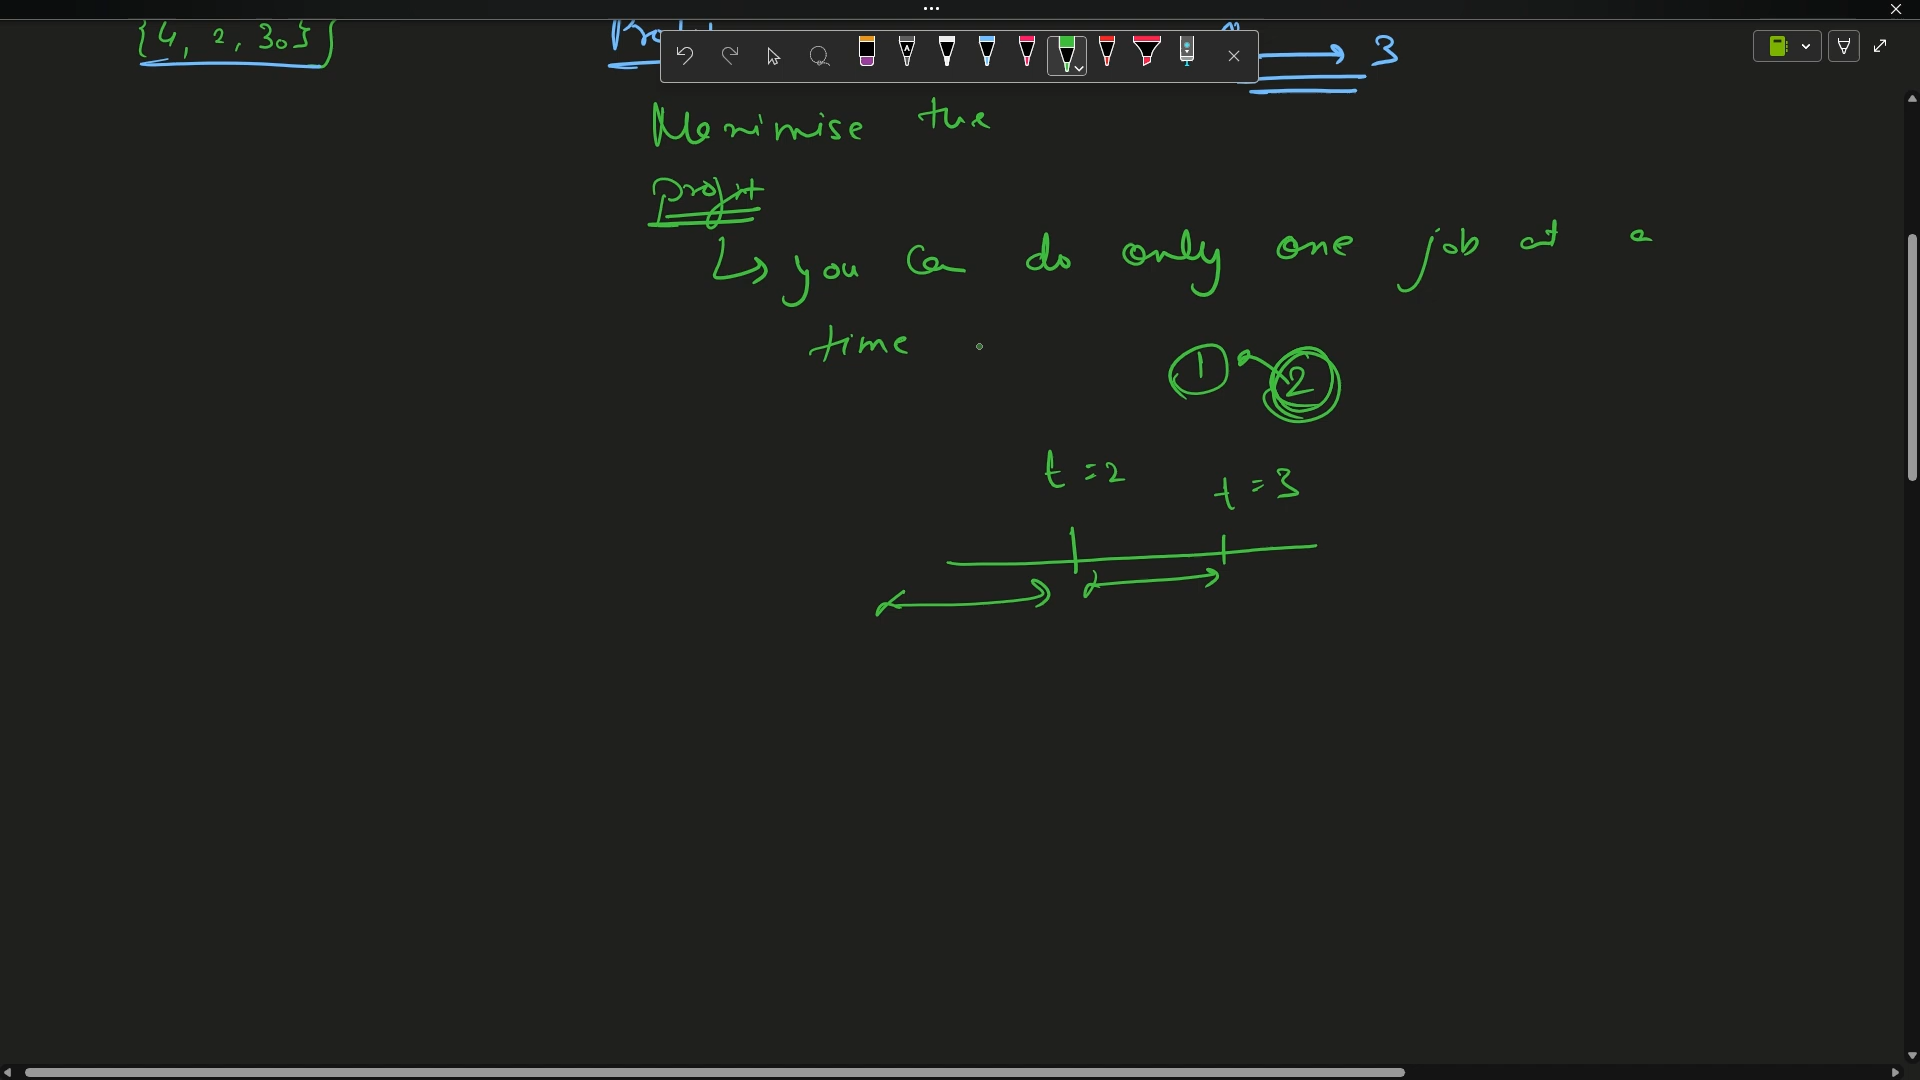 {4, 2, 30}]
3
Maximise the
profit
↳ you can do only one job at a
time
1 2
t = 2 t = 3